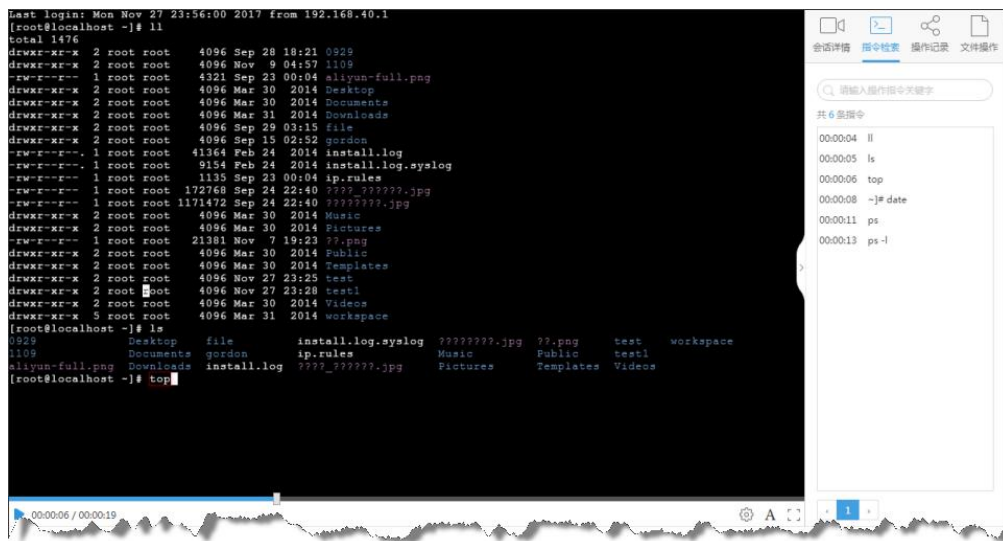 Last login: Mon Nov 27 23:56:00 2017 from 192.168.40.1
[root@localhost ~]# ll
total 1476
drwxr-xr-x  2 root root    4096 Sep 28 18:21 0929
drwxr-xr-x  2 root root    4096 Nov  9 04:57 1109
-rw-r--r--  1 root root    4321 Sep 23 00:04 aliyun-full.png
drwxr-xr-x  2 root root    4096 Mar 30  2014 Desktop
drwxr-xr-x  2 root root    4096 Mar 30  2014 Documents
drwxr-xr-x  2 root root    4096 Mar 31  2014 Downloads
drwxr-xr-x  2 root root    4096 Sep 29 03:15 file
drwxr-xr-x  2 root root    4096 Sep 15 02:52 gordon
-rw-r--r--. 1 root root   41364 Feb 24  2014 install.log
-rw-r--r--. 1 root root    9154 Feb 24  2014 install.log.syslog
-rw-r--r--  1 root root    1135 Sep 23 00:04 ip.rules
-rw-r--r--  1 root root  172768 Sep 24 22:40 ????_??????.jpg
-rw-r--r--  1 root root 1171472 Sep 24 22:40 ????????.jpg
drwxr-xr-x  2 root root    4096 Mar 30  2014 Music
drwxr-xr-x  2 root root    4096 Mar 30  2014 Pictures
-rw-r--r--  1 root root   21381 Nov  7 19:23 ??.png
drwxr-xr-x  2 root root    4096 Mar 30  2014 Public
drwxr-xr-x  2 root root    4096 Mar 30  2014 Templates
drwxr-xr-x  2 root root    4096 Nov 27 23:25 test
drwxr-xr-x  2 root root    4096 Nov 27 23:28 test1
drwxr-xr-x  2 root root    4096 Mar 30  2014 Videos
drwxr-xr-x  5 root root    4096 Mar 31  2014 workspace
[root@localhost ~]# ls
0929 Desktop file install.log.syslog ????????.jpg ??.png test workspace
1109 Documents gordon ip.rules Music Public test1
aliyun-full.png Downloads install.log ????_??????.jpg Pictures Templates Videos
[root@localhost ~]# top
00:00:06 / 00:00:19
A
会话详情 指令检索 操作记录 文件操作
请输入操作指令关键字
共 6 条指令
00:00:04 ll
00:00:05 ls
00:00:06 top
00:00:08 ~]# date
00:00:11 ps
00:00:13 ps -l
1